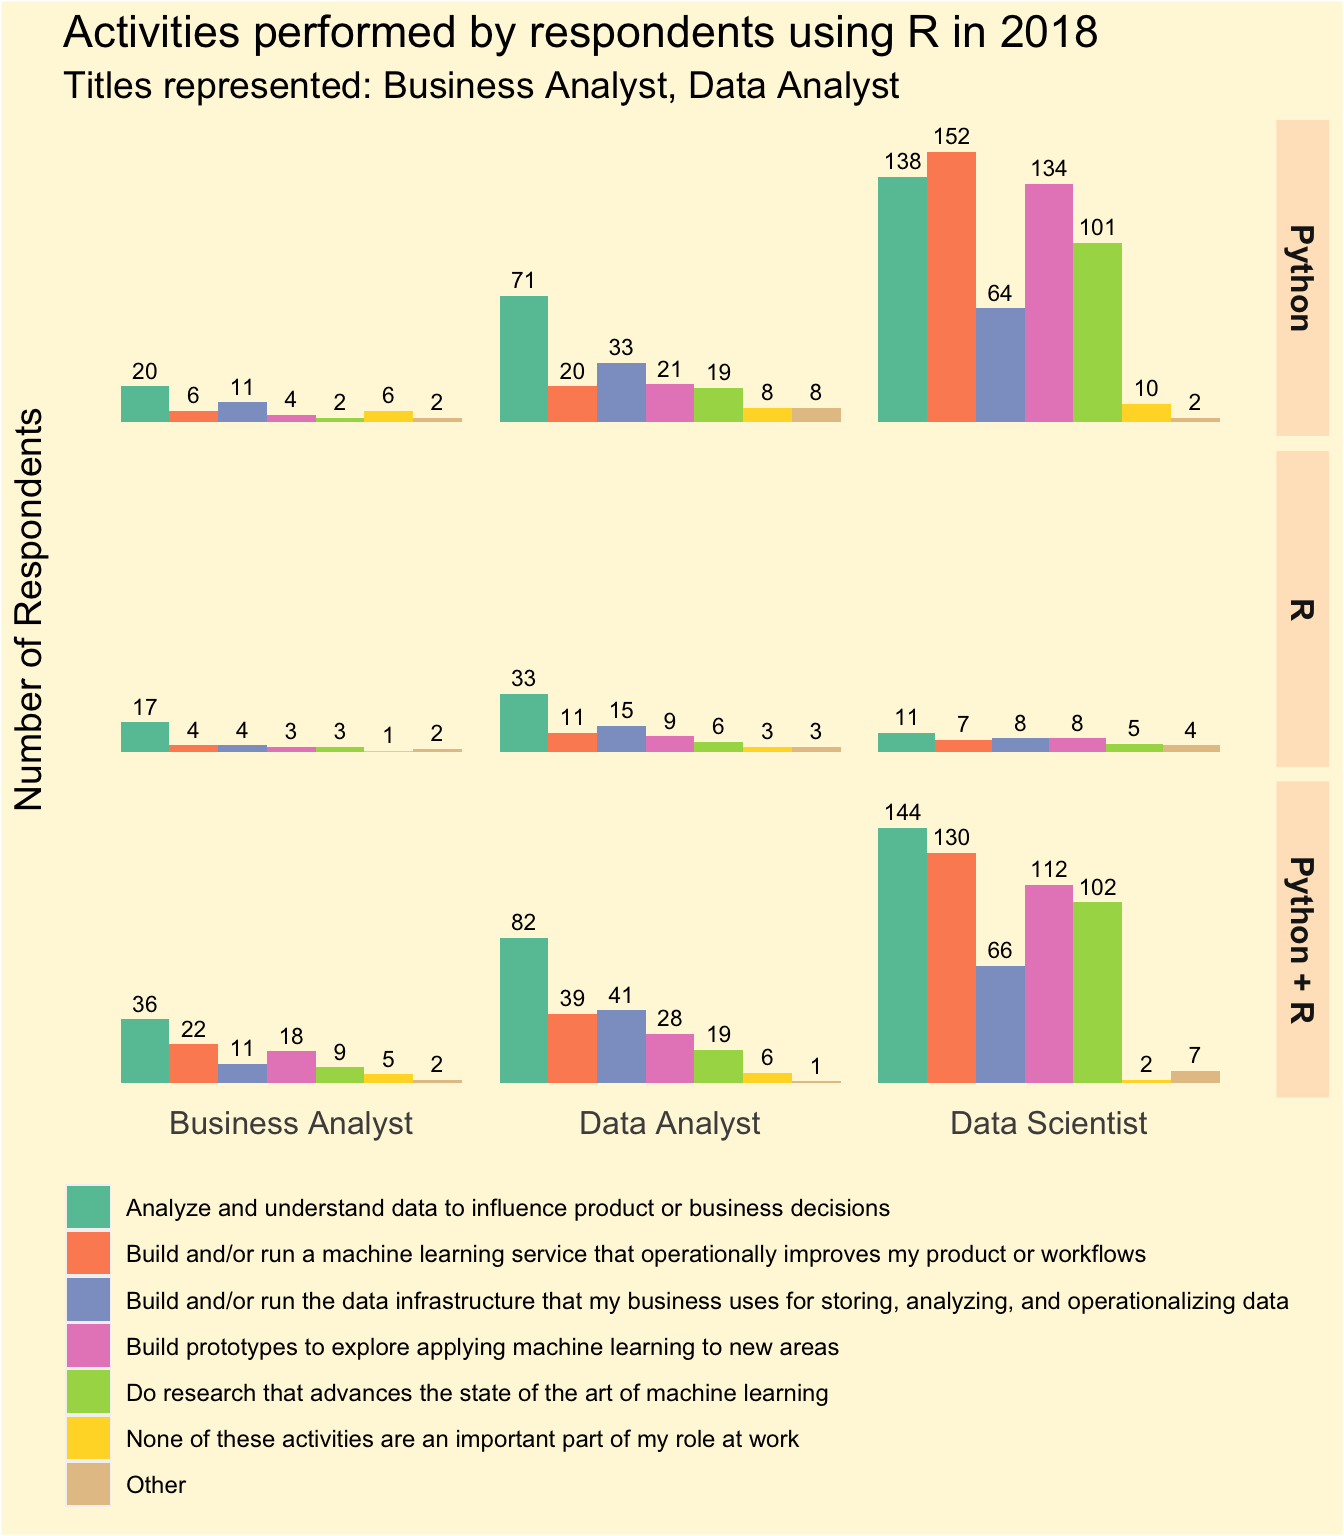 Activities performed by respondents using R in 2018
Titles represented: Business Analyst, Data Analyst
Number of Respondents
20 6 11 4 2 6 2
71 20 33 21 19 8 8
138 152 64 134 101 10 2
Python
17 4 4 3 3 1 2
33 11 15 9 6 3 3
11 7 8 8 5 4
R
36 22 11 18 9 5 2
82 39 41 28 19 6 1
144 130 66 112 102 2 7
Python + R
Business Analyst Data Analyst Data Scientist
Analyze and understand data to influence product or business decisions
Build and/or run a machine learning service that operationally improves my product or workflows
Build and/or run the data infrastructure that my business uses for storing, analyzing, and operationalizing data
Build prototypes to explore applying machine learning to new areas
Do research that advances the state of the art of machine learning
None of these activities are an important part of my role at work
Other